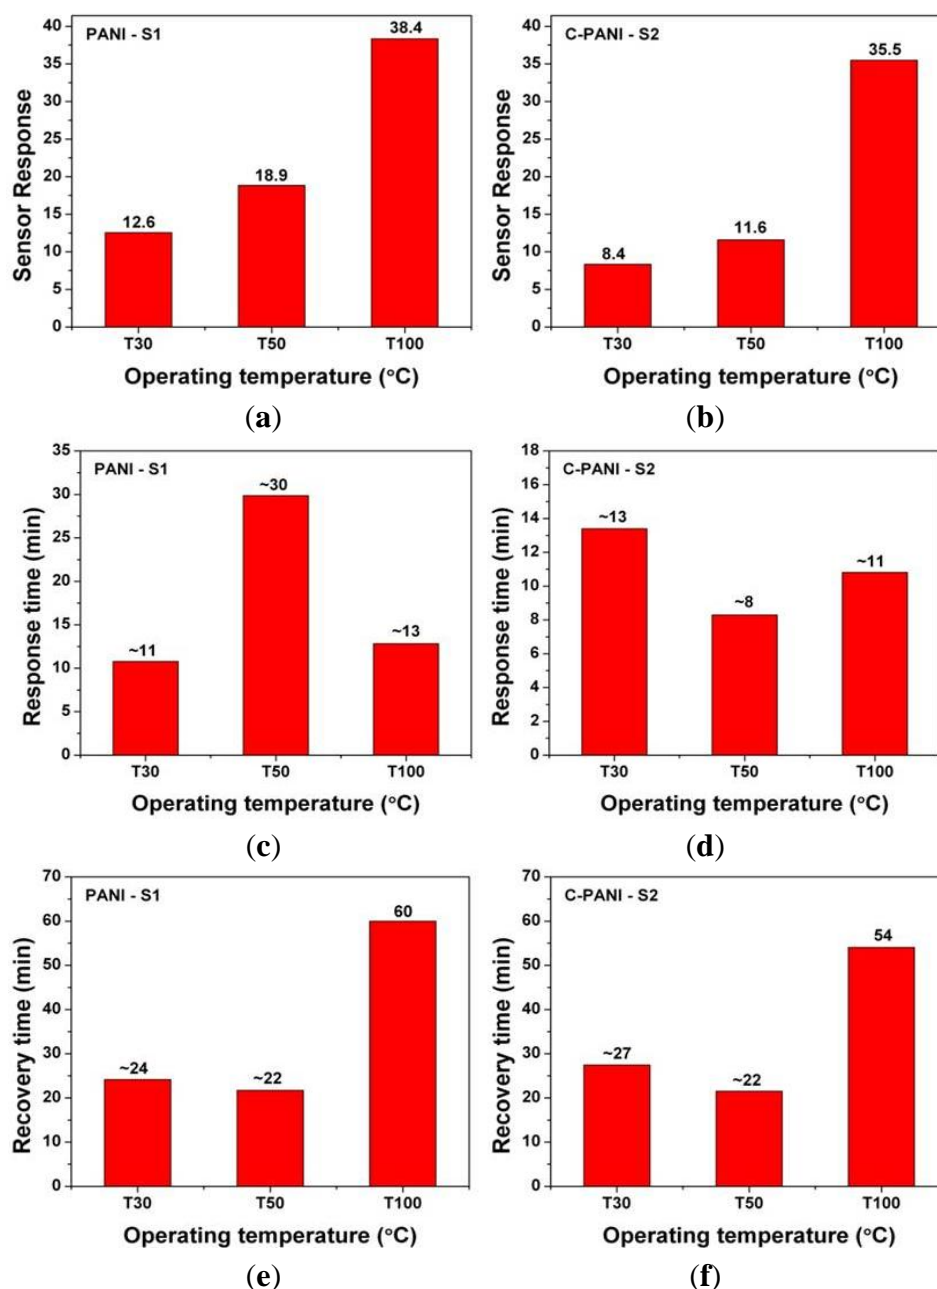 PANI - S1
Sensor Response
40
35
30
25
20
15
10
5
0
12.6
18.9
38.4
T30
T50
T100
Operating temperature (°C)
(a)
C-PANI - S2
Sensor Response
40
35
30
25
20
15
10
5
0
8.4
11.6
35.5
T30
T50
T100
Operating temperature (°C)
(b)
PANI - S1
Response time (min)
35
30
25
20
15
10
5
0
~11
~30
~13
T30
T50
T100
Operating temperature (°C)
(c)
C-PANI - S2
Response time (min)
18
16
14
12
10
8
6
4
2
0
~13
~8
~11
T30
T50
T100
Operating temperature (°C)
(d)
PANI - S1
Recovery time (min)
70
60
50
40
30
20
10
0
~24
~22
60
T30
T50
T100
Operating temperature (°C)
(e)
C-PANI - S2
Recovery time (min)
70
60
50
40
30
20
10
0
~27
~22
54
T30
T50
T100
Operating temperature (°C)
(f)